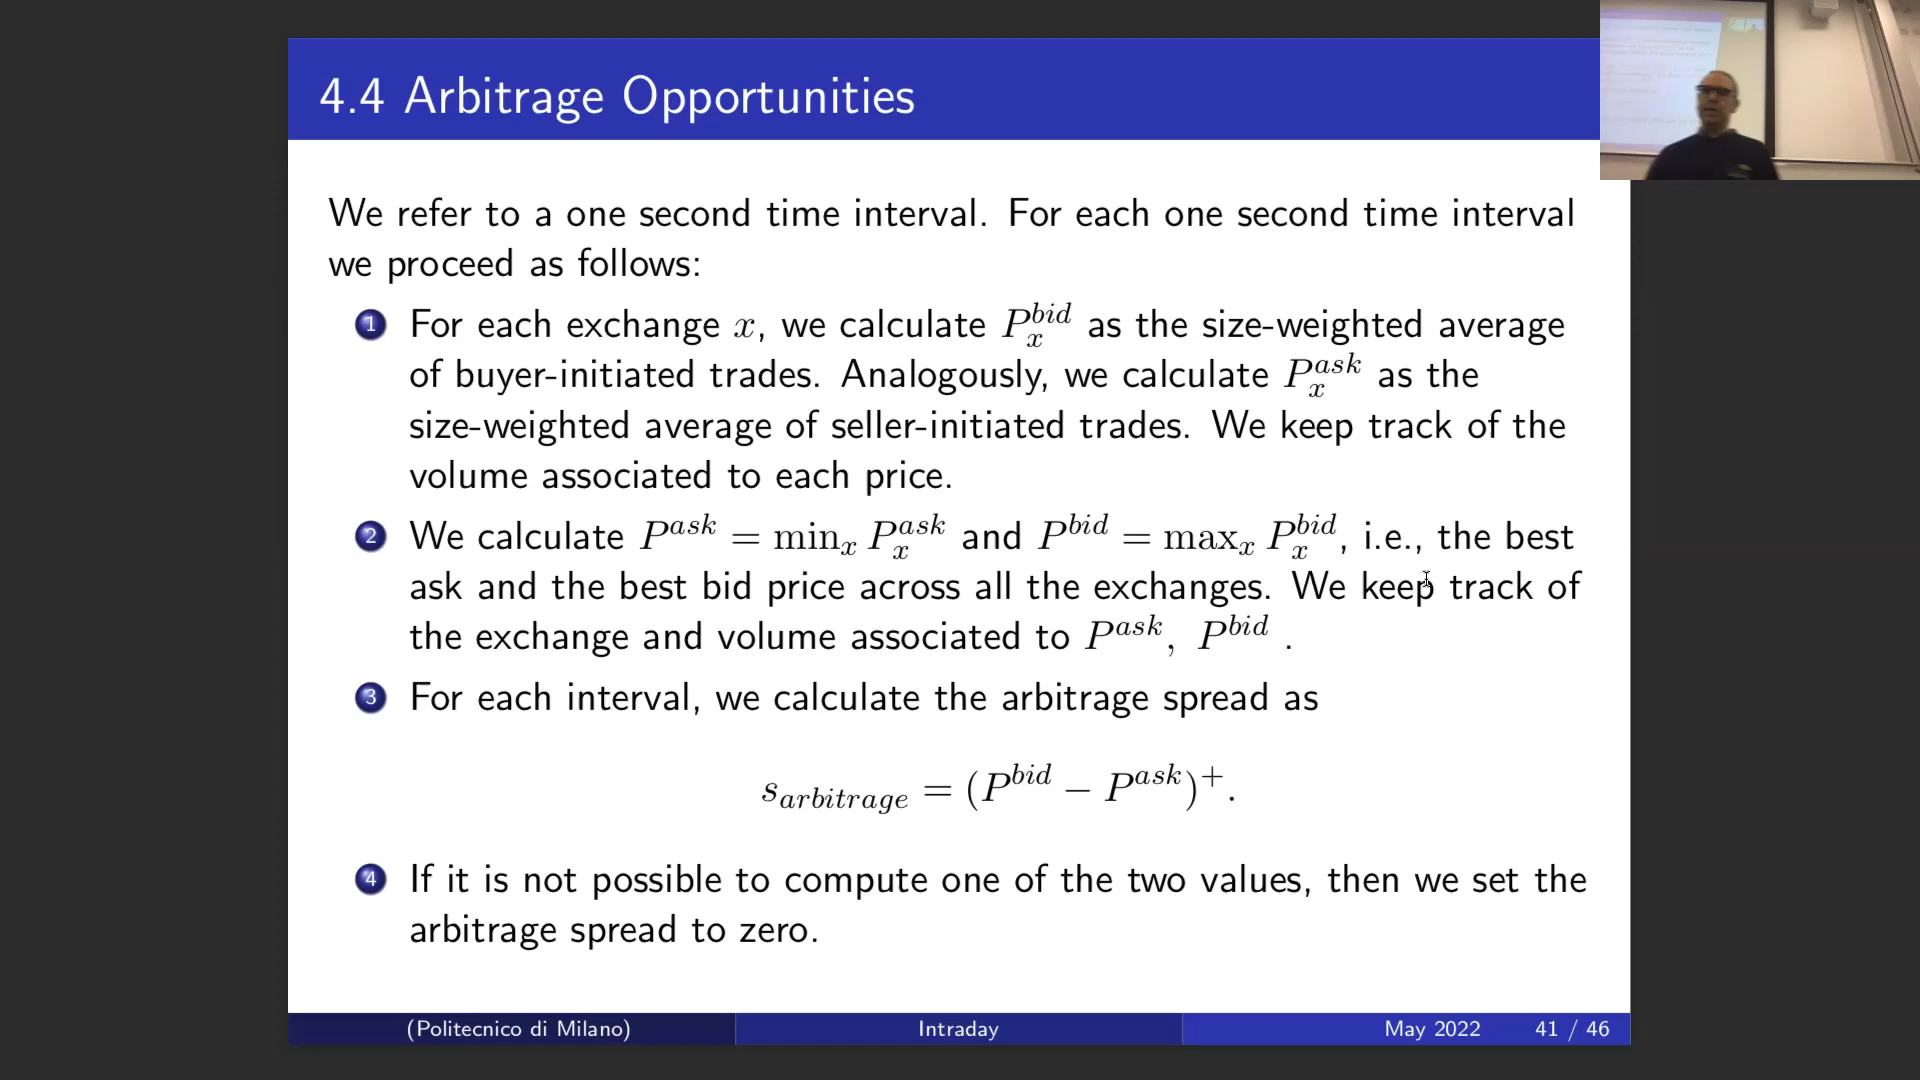 4.4 Arbitrage Opportunities
We refer to a one second time interval. For each one second time interval
we proceed as follows:
1 For each exchange x, we calculate P_x^{bid} as the size-weighted average
of buyer-initiated trades. Analogously, we calculate P_x^{ask} as the
size-weighted average of seller-initiated trades. We keep track of the
volume associated to each price.
2 We calculate P^{ask} = min_x P_x^{ask} and P^{bid} = max_x P_x^{bid}, i.e., the best
ask and the best bid price across all the exchanges. We keep track of
the exchange and volume associated to P^{ask}, P^{bid} .
3 For each interval, we calculate the arbitrage spread as
s_{arbitrage} = (P^{bid} − P^{ask})^+.
4 If it is not possible to compute one of the two values, then we set the
arbitrage spread to zero.
(Politecnico di Milano) Intraday May 2022 41 / 46